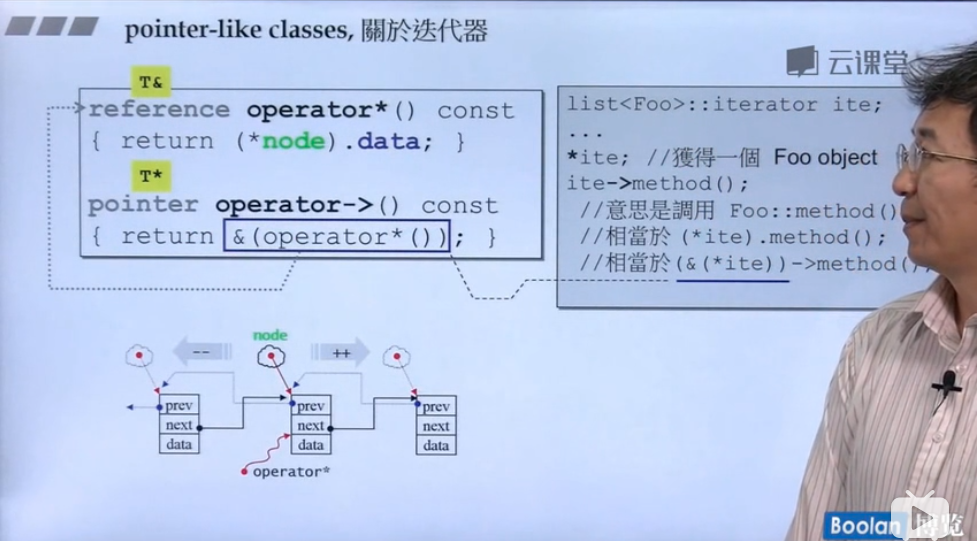 pointer-like classes, 關於迭代器
云课堂
T&
reference operator*() const
{ return (*node).data; }
T*
pointer operator->() const
{ return &(operator*()); }
list<Foo>::iterator ite;
...
*ite; //獲得一個 Foo object
ite->method();
//意思是調用 Foo::method()
//相當於 (*ite).method();
//相當於(&(*ite))->method();
node
-- ++
prev prev prev
next next next
data data data
operator*
Boolan 博览